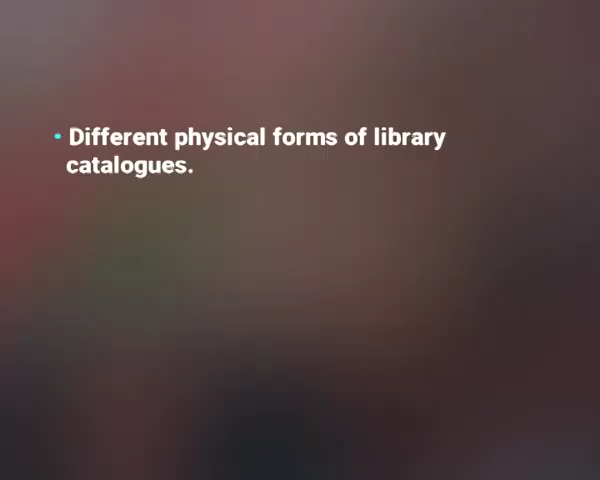 • Different physical forms of library
catalogues.